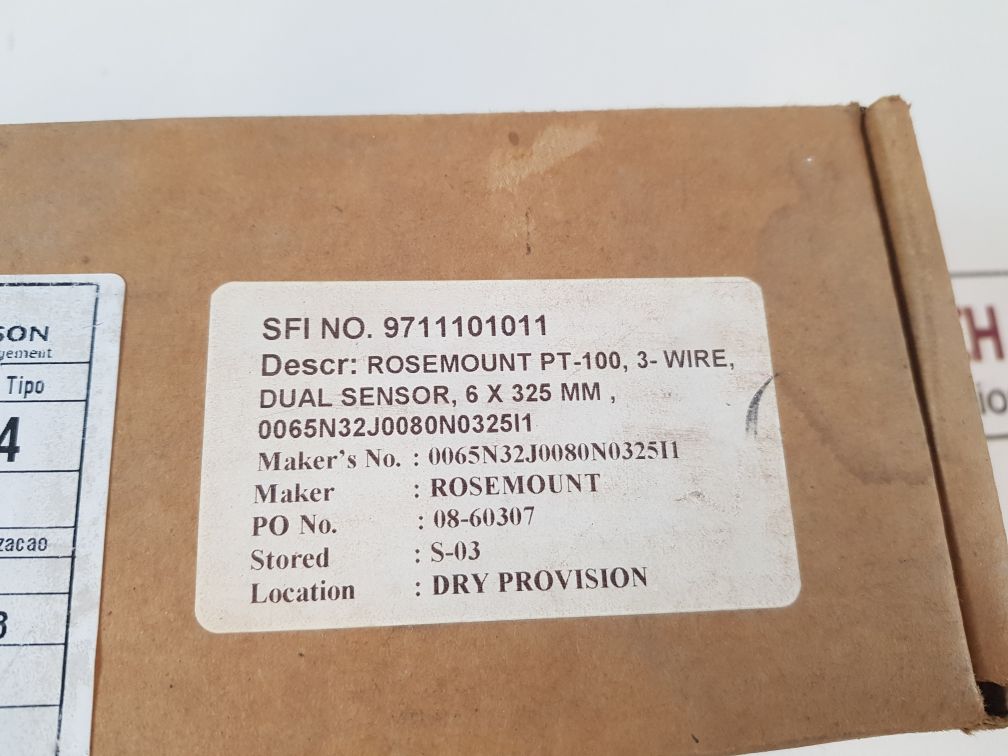 SON
gement
Tipo
4
zacao
3
SFI NO. 9711101011
Descr: ROSEMOUNT PT-100, 3- WIRE,
DUAL SENSOR, 6 X 325 MM ,
0065N32J0080N0325I1
Maker's No. : 0065N32J0080N0325I1
Maker : ROSEMOUNT
PO No. : 08-60307
Stored : S-03
Location : DRY PROVISION